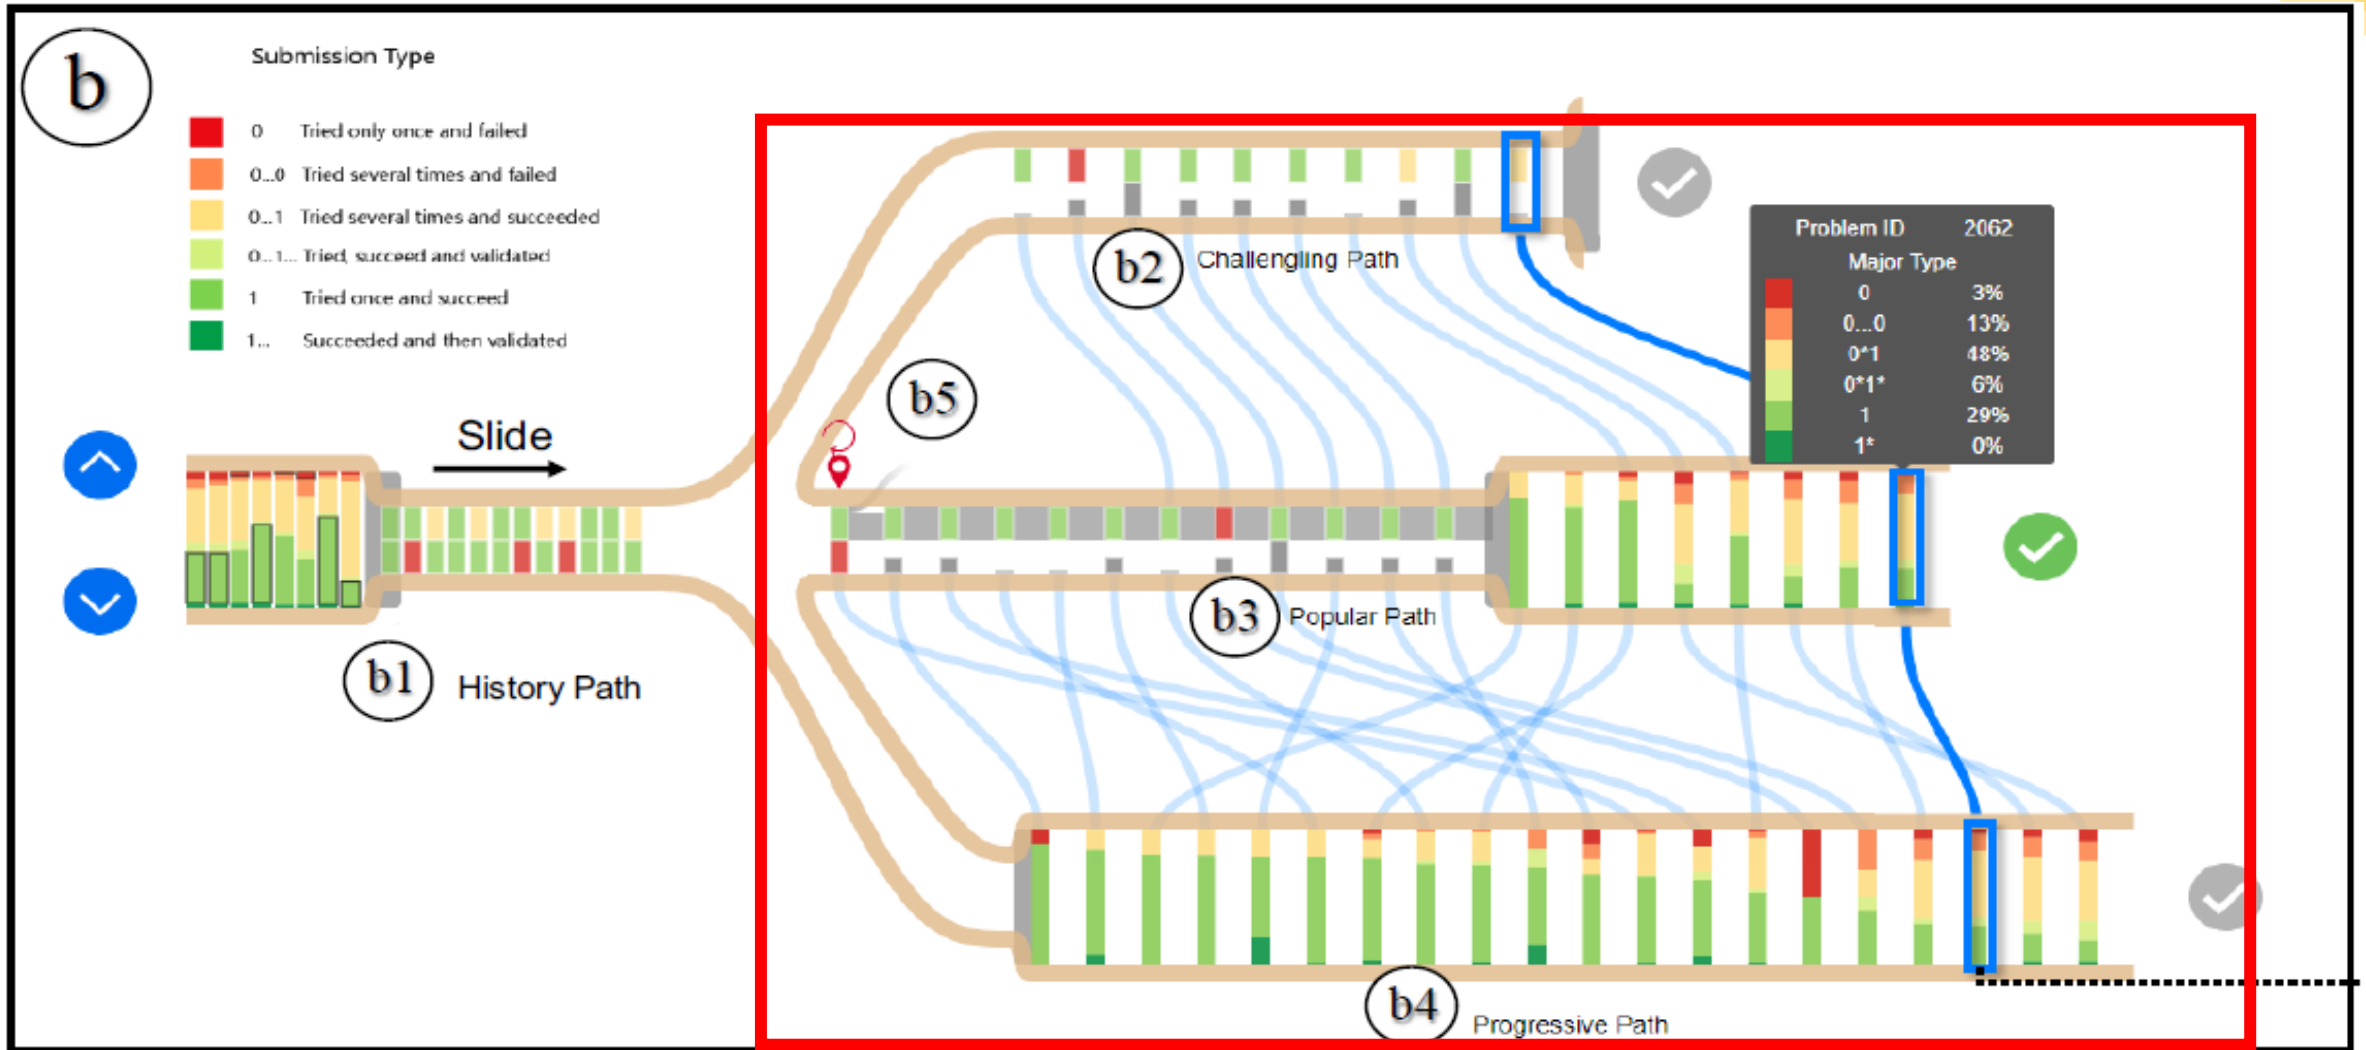 b
Submission Type
0 Tried only once and failed
0...0 Tried several times and failed
0...1 Tried several times and succeeded
0...1... Tried, succeed and validated
1 Tried once and succeed
1... Succeeded and then validated
b2 Challengling Path
Problem ID 2062
Major Type
0 3%
0...0 13%
0*1 48%
0*1* 6%
1 29%
1* 0%
b5
Slide
b3 Popular Path
b1 History Path
b4 Progressive Path